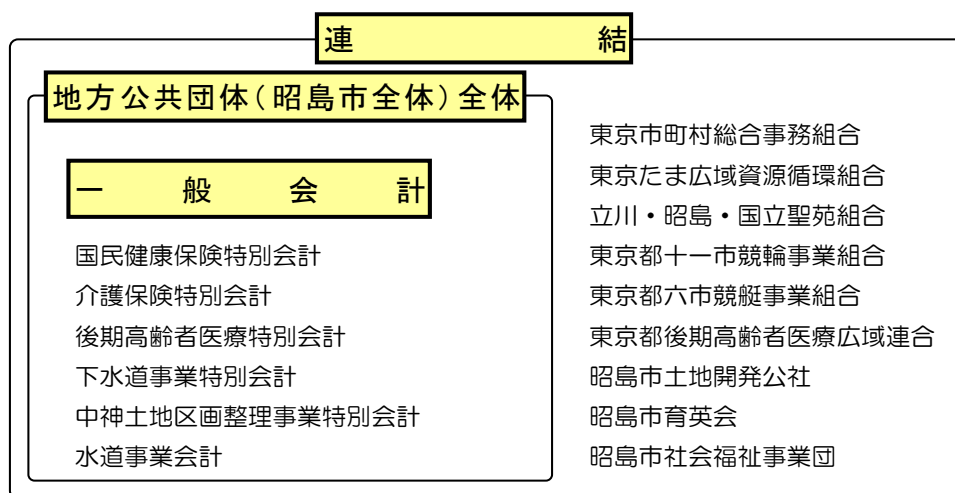 連結
地方公共団体(昭島市全体)全体
一般会計
国民健康保険特別会計
介護保険特別会計
後期高齢者医療特別会計
下水道事業特別会計
中神土地区画整理事業特別会計
水道事業会計
東京市町村総合事務組合
東京たま広域資源循環組合
立川・昭島・国立聖苑組合
東京都十一市競輪事業組合
東京都六市競艇事業組合
東京都後期高齢者医療広域連合
昭島市土地開発公社
昭島市育英会
昭島市社会福祉事業団